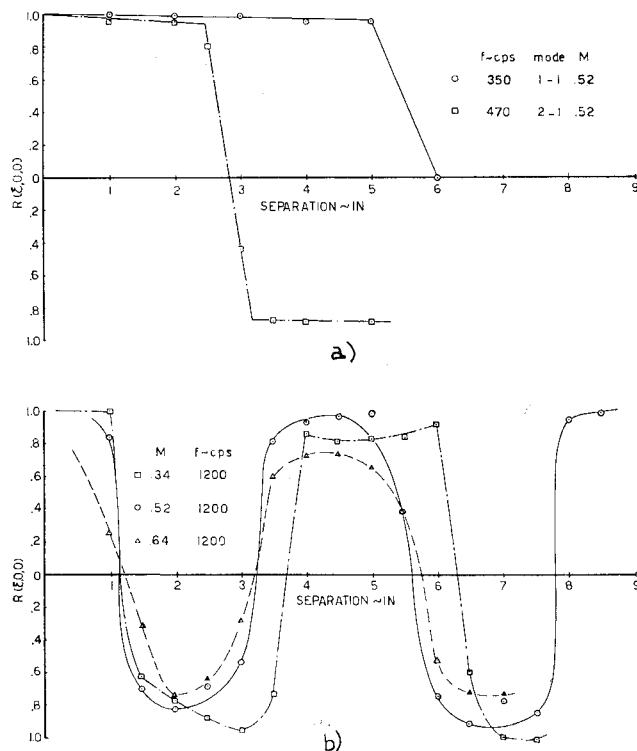 1.0
.8
.6
.4
.2
0
.2
.4
.6
.8
1.0
R(ξ,0,0)
f~cps mode M
350 1-1 .52
470 2-1 .52
1 2 3 4 5 6 7 8 9
SEPARATION ~ IN
a)
1.0
.8
.6
.4
.2
0
.2
.4
.6
.8
1.0
R(ξ,0,0)
M f~cps
.34 1200
.52 1200
.64 1200
1 2 3 4 5 6 7 8 9
SEPARATION ~ IN
b)